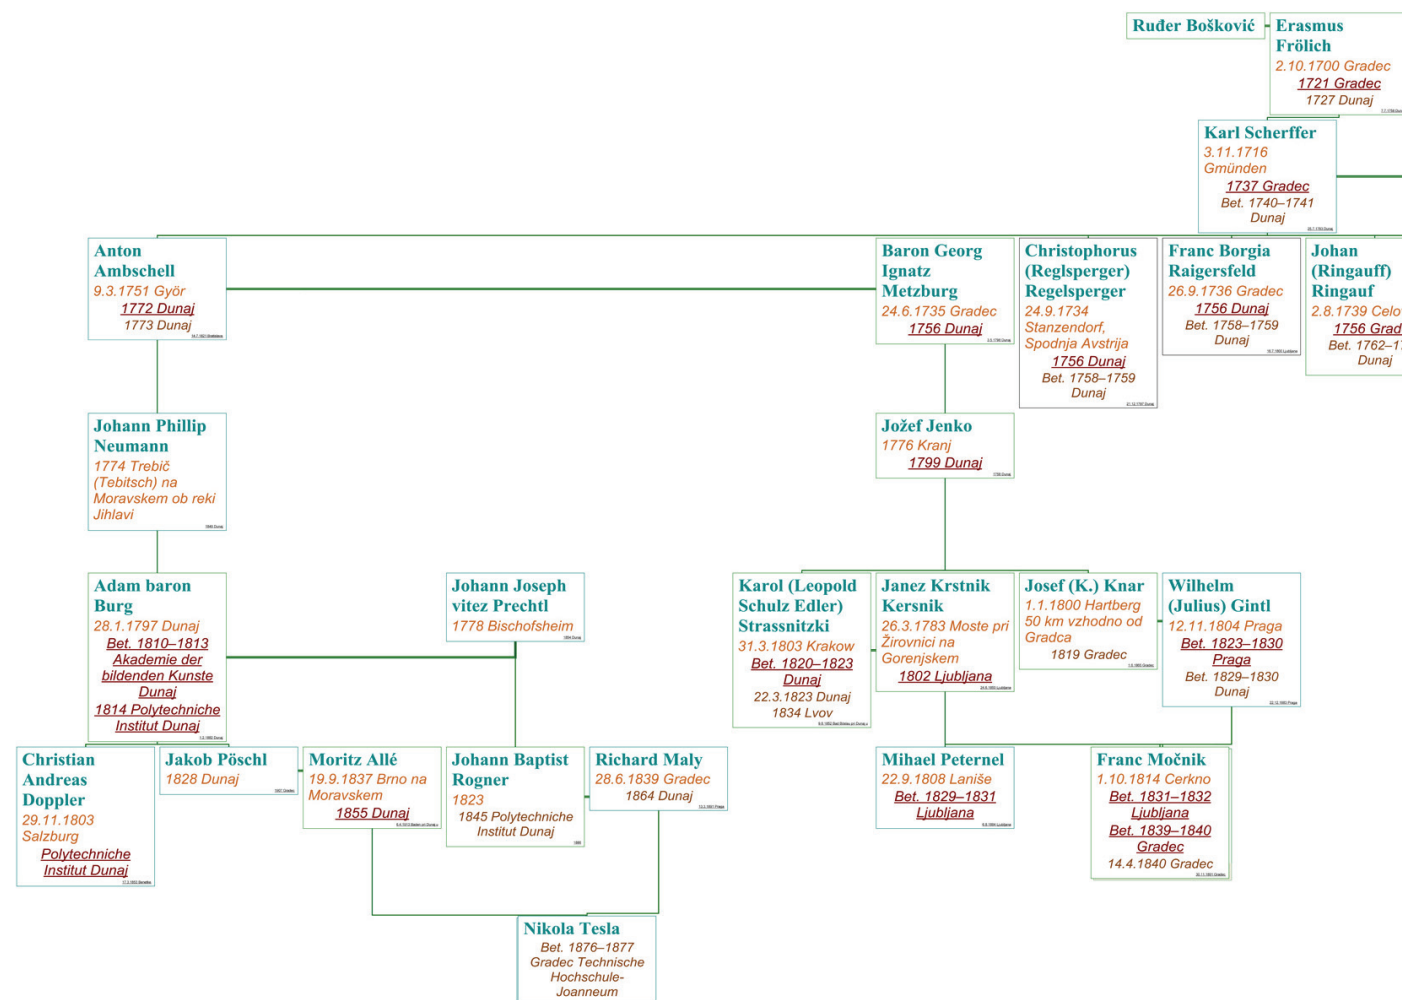 Ruđer Bošković
Erasmus
Frölich
2.10.1700 Gradec
1721 Gradec
1727 Dunaj
Karl Scherffer
3.11.1716
Gmünden
1737 Gradec
Bet. 1740–1741
Dunaj
Anton
Ambschell
9.3.1751 Györ
1772 Dunaj
1773 Dunaj
Baron Georg
Ignatz
Metzburg
24.6.1735 Gradec
1756 Dunaj
Christophorus
(Reglsperger)
Regelsperger
24.9.1734
Stanzendorf,
Spodnja Avstrija
1756 Dunaj
Bet. 1758–1759
Dunaj
Franc Borgia
Raigersfeld
26.9.1736 Gradec
1756 Dunaj
Bet. 1758–1759
Dunaj
Johan
(Ringauff)
Ringauf
2.8.1739 Celo
1756 Grad
Bet. 1762–17
Dunaj
Johann Phillip
Neumann
1774 Trebič
(Tebitsch) na
Moravskem ob reki
Jihlavi
Jožef Jenko
1776 Kranj
1799 Dunaj
Adam baron
Burg
28.1.1797 Dunaj
Bet. 1810–1813
Akademie der
bildenden Kunste
Dunaj
1814 Polytechniche
Institut Dunaj
Johann Joseph
vitez Prechtl
1778 Bischofsheim
Karol (Leopold
Schulz Edler)
Strassnitzki
31.3.1803 Krakow
Bet. 1820–1823
Dunaj
22.3.1823 Dunaj
1834 Lvov
Janez Krstnik
Kersnik
26.3.1783 Moste pri
Žirovnici na
Gorenjskem
1802 Ljubljana
Josef (K.) Knar
1.1.1800 Hartberg
50 km vzhodno od
Gradca
1819 Gradec
Wilhelm
(Julius) Gintl
12.11.1804 Praga
Bet. 1823–1830
Praga
Bet. 1829–1830
Dunaj
Christian
Andreas
Doppler
29.11.1803
Salzburg
Polytechniche
Institut Dunaj
Jakob Pöschl
1828 Dunaj
Moritz Allé
19.9.1837 Brno na
Moravskem
1855 Dunaj
Johann Baptist
Rogner
1823
1845 Polytechniche
Institut Dunaj
Richard Maly
28.6.1839 Gradec
1864 Dunaj
Mihael Peternel
22.9.1808 Laniše
Bet. 1829–1831
Ljubljana
Franc Močnik
1.10.1814 Cerkno
Bet. 1831–1832
Ljubljana
Bet. 1839–1840
Gradec
14.4.1840 Gradec
Nikola Tesla
Bet. 1876–1877
Gradec Technische
Hochschule-
Joanneum